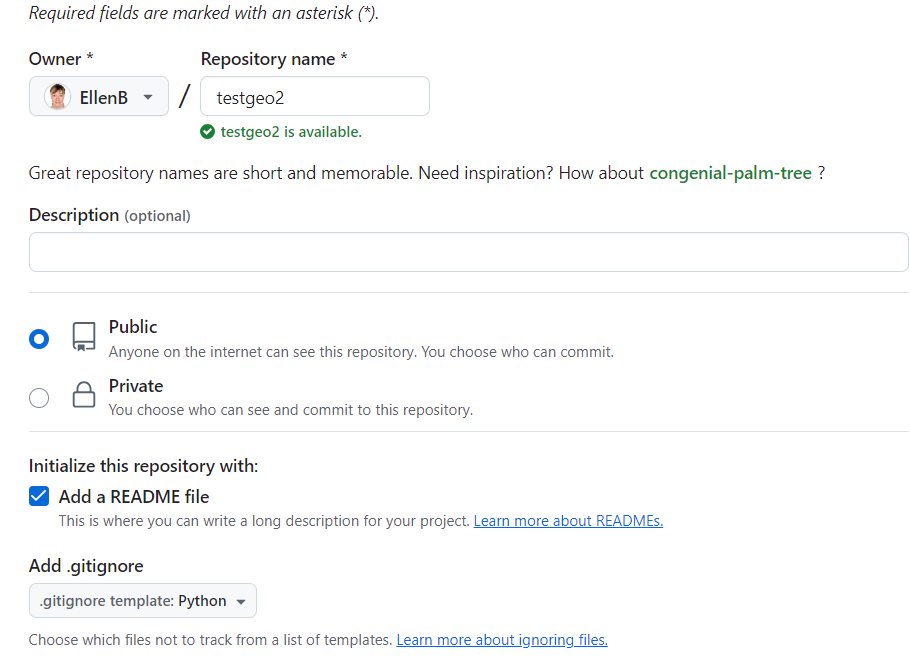 Required fields are marked with an asterisk (*).
Owner *
Repository name *
EllenB
/
testgeo2
testgeo2 is available.
Great repository names are short and memorable. Need inspiration? How about congenial-palm-tree ?
Description (optional)
Public
Anyone on the internet can see this repository. You choose who can commit.
Private
You choose who can see and commit to this repository.
Initialize this repository with:
Add a README file
This is where you can write a long description for your project. Learn more about READMEs.
Add .gitignore
.gitignore template: Python
Choose which files not to track from a list of templates. Learn more about ignoring files.